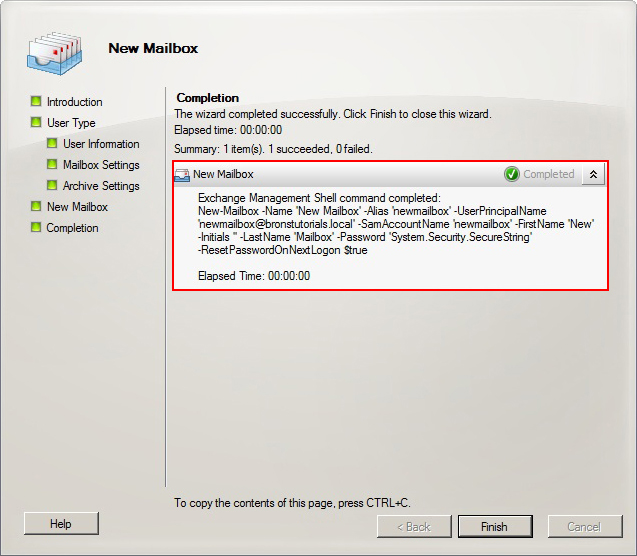 New Mailbox
Introduction
User Type
User Information
Mailbox Settings
Archive Settings
New Mailbox
Completion
Completion
The wizard completed successfully. Click Finish to close this wizard.
Elapsed time: 00:00:00
Summary: 1 item(s). 1 succeeded, 0 failed.
New Mailbox
Completed
Exchange Management Shell command completed:
New-Mailbox -Name 'New Mailbox' -Alias 'newmailbox' -UserPrincipalName
'newmailbox@bronstutorials.local' -SamAccountName 'newmailbox' -FirstName 'New'
-Initials '' -LastName 'Mailbox' -Password 'System.Security.SecureString'
-ResetPasswordOnNextLogon $true
Elapsed Time: 00:00:00
To copy the contents of this page, press CTRL+C.
Help
< Back
Finish
Cancel